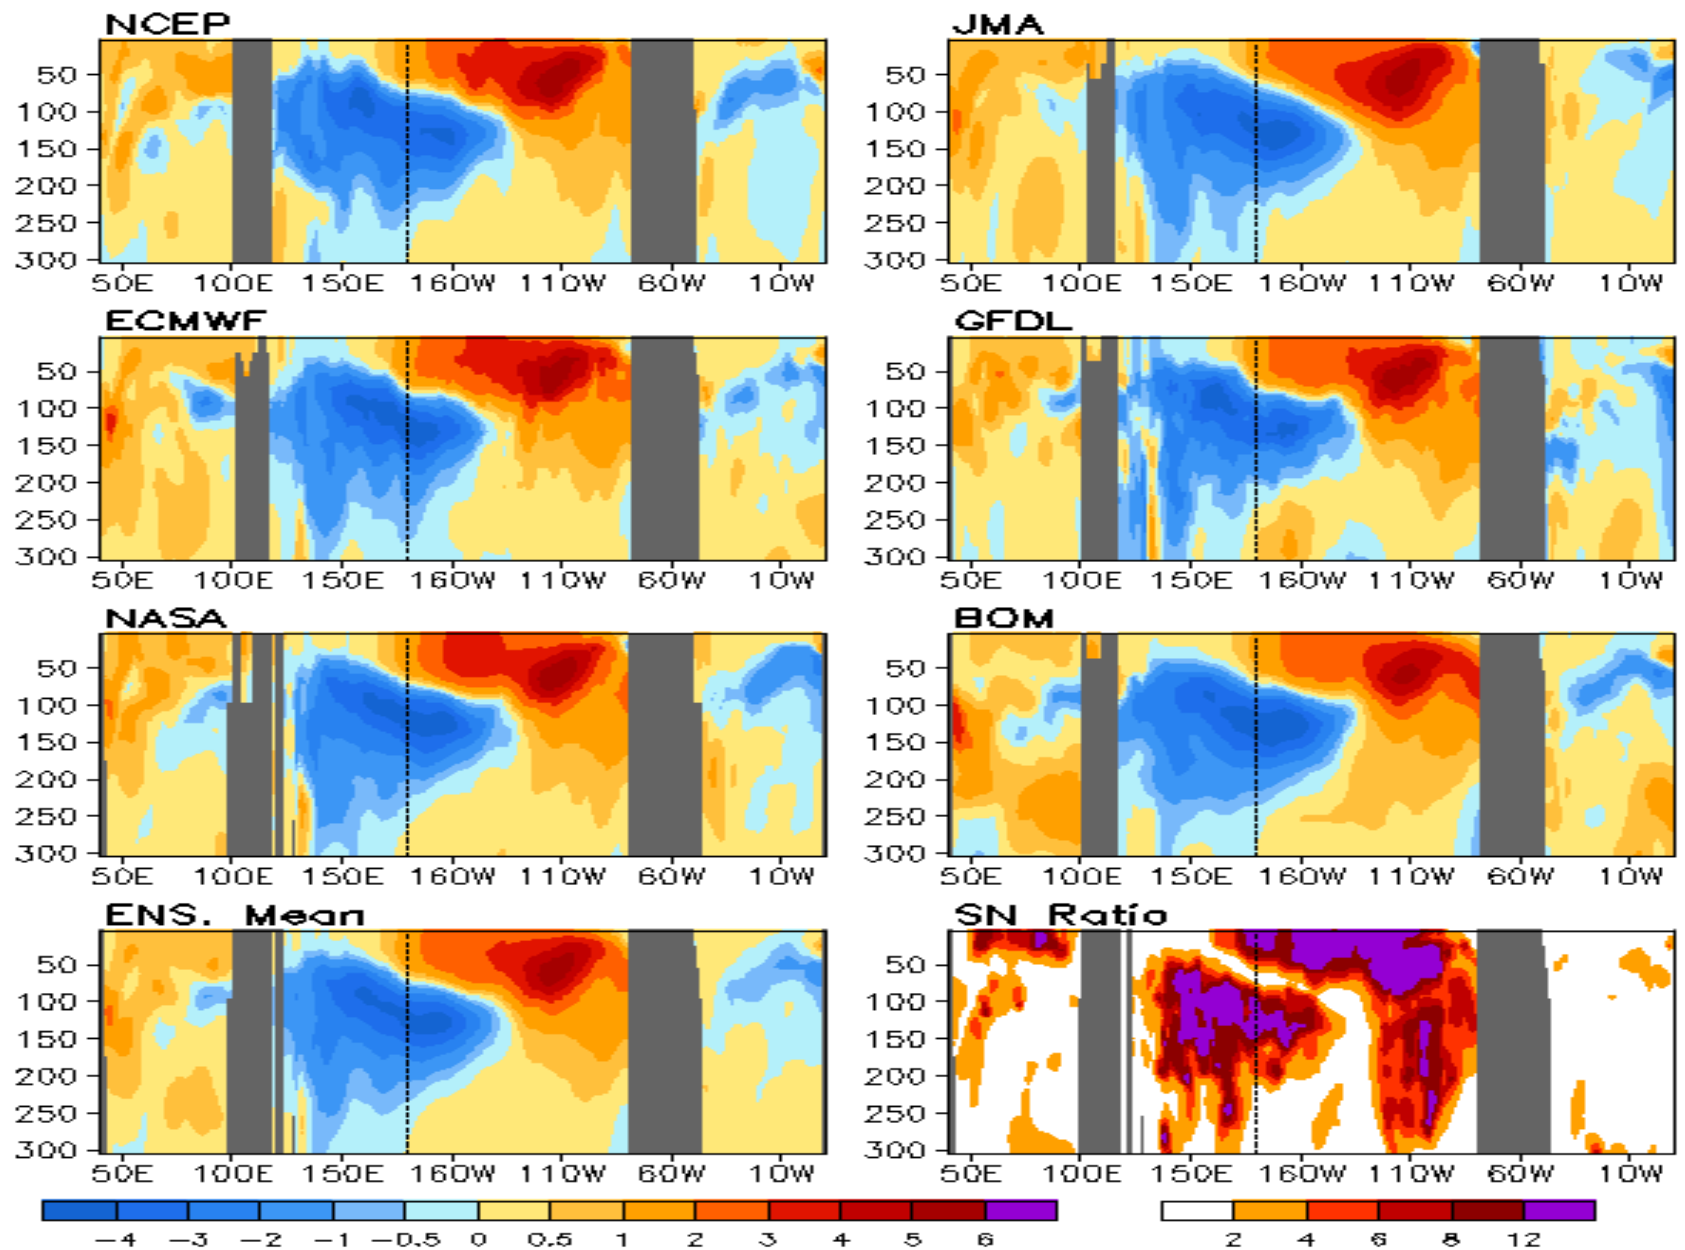 NCEP JMA
50 50
100 100
150 150
200 200
250 250
300 300
50E 100E 150E 160W 110W 60W 10W 50E 100E 150E 160W 110W 60W 10W
ECMWF GFDL
50 50
100 100
150 150
200 200
250 250
300 300
50E 100E 150E 160W 110W 60W 10W 50E 100E 150E 160W 110W 60W 10W
NASA BOM
50 50
100 100
150 150
200 200
250 250
300 300
50E 100E 150E 160W 110W 60W 10W 50E 100E 150E 160W 110W 60W 10W
ENS. Mean SN Ratio
50 50
100 100
150 150
200 200
250 250
300 300
50E 100E 150E 160W 110W 60W 10W 50E 100E 150E 160W 110W 60W 10W
-4 -3 -2 -1 -0.5 0 0.5 1 2 3 4 5 6 2 4 6 8 12